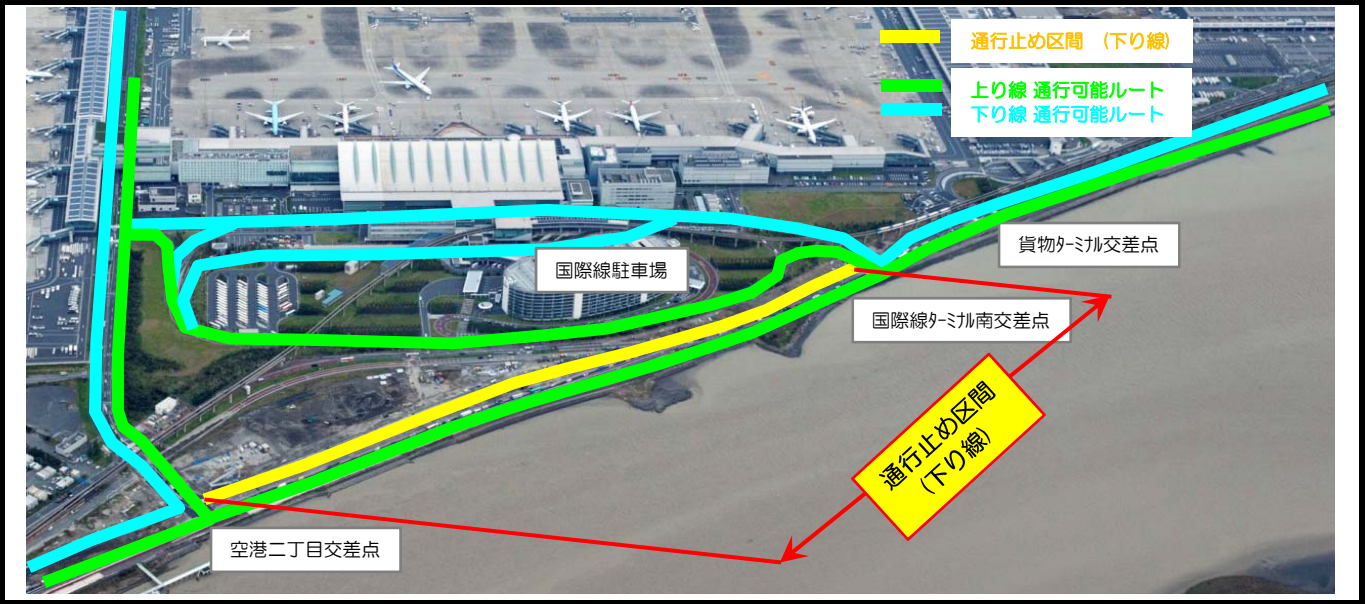 通行止め区間　(下り線)
上り線 通行可能ルート
下り線 通行可能ルート
貨物ﾀｰﾐﾅﾙ交差点
国際線駐車場
国際線ﾀｰﾐﾅﾙ南交差点
通行止め区間
(下り線)
空港二丁目交差点